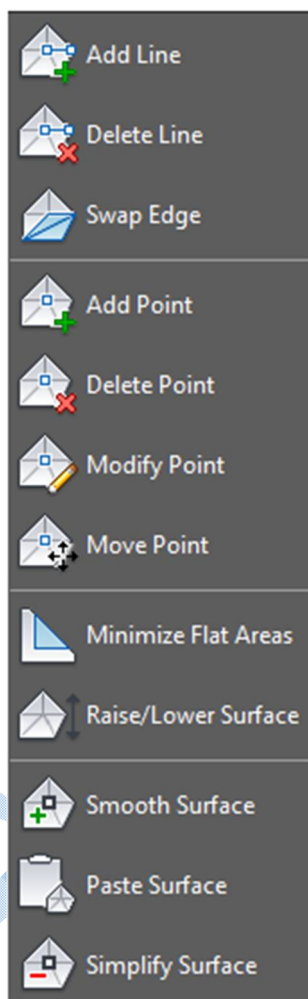 Add Line
Delete Line
Swap Edge
Add Point
Delete Point
Modify Point
Move Point
Minimize Flat Areas
Raise/Lower Surface
Smooth Surface
Paste Surface
Simplify Surface